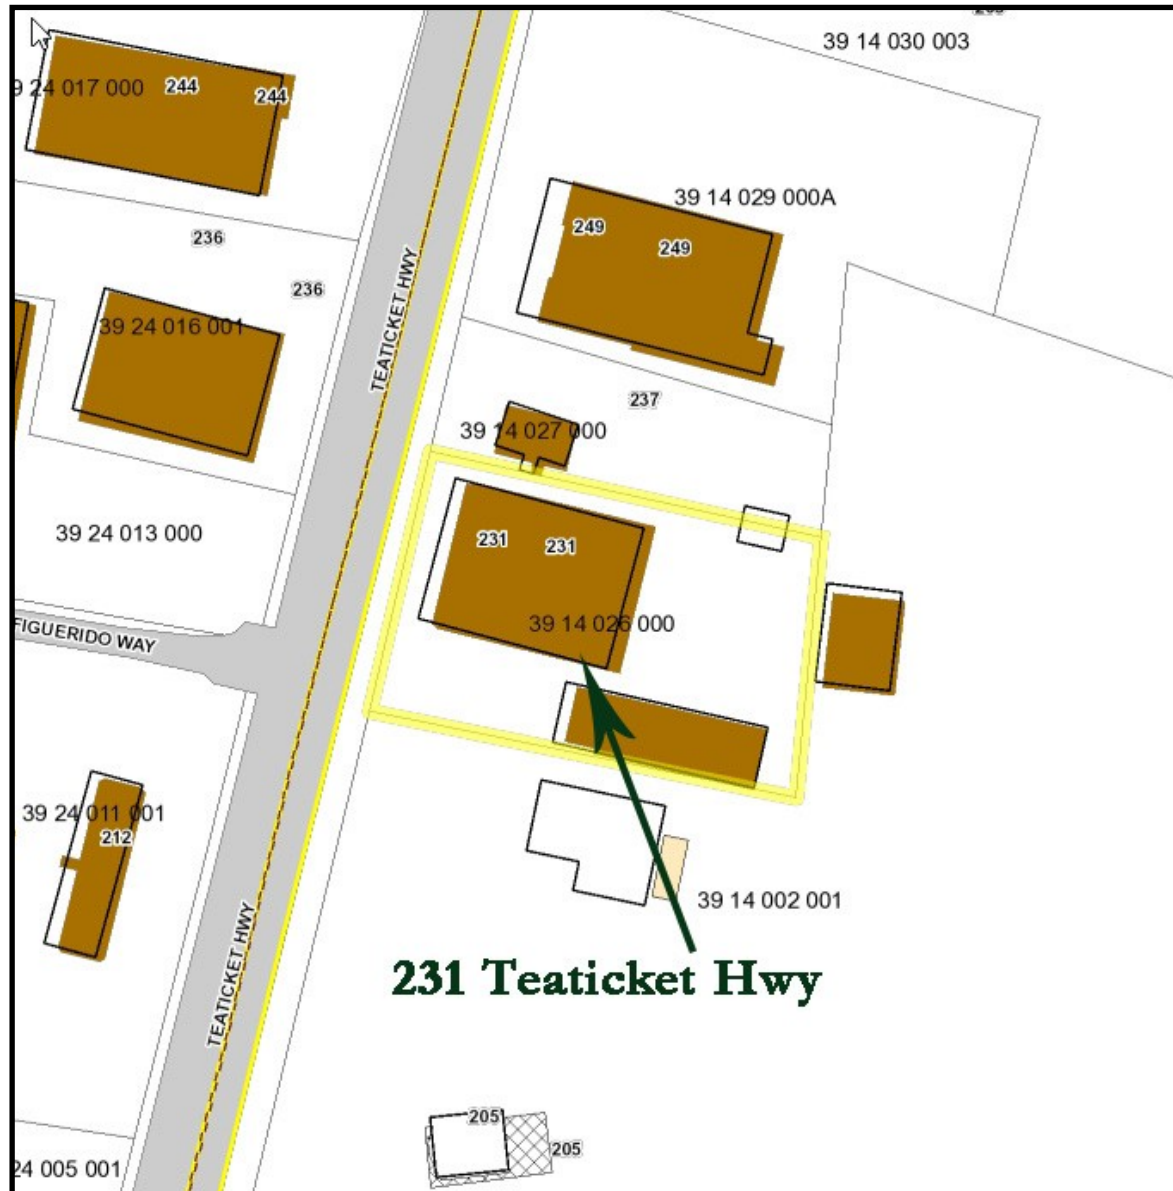 39 14 030 003
9 24 017 000
244
244
39 14 029 000A
249
249
236
236
TEATICKET HWY
39 24 016 001
237
39 14 027 000
39 24 013 000
231
231
39 14 026 000
FIGUERIDO WAY
39 24 011 001
212
39 14 002 001
231 Teaticket Hwy
TEATICKET HWY
205
205
24 005 001